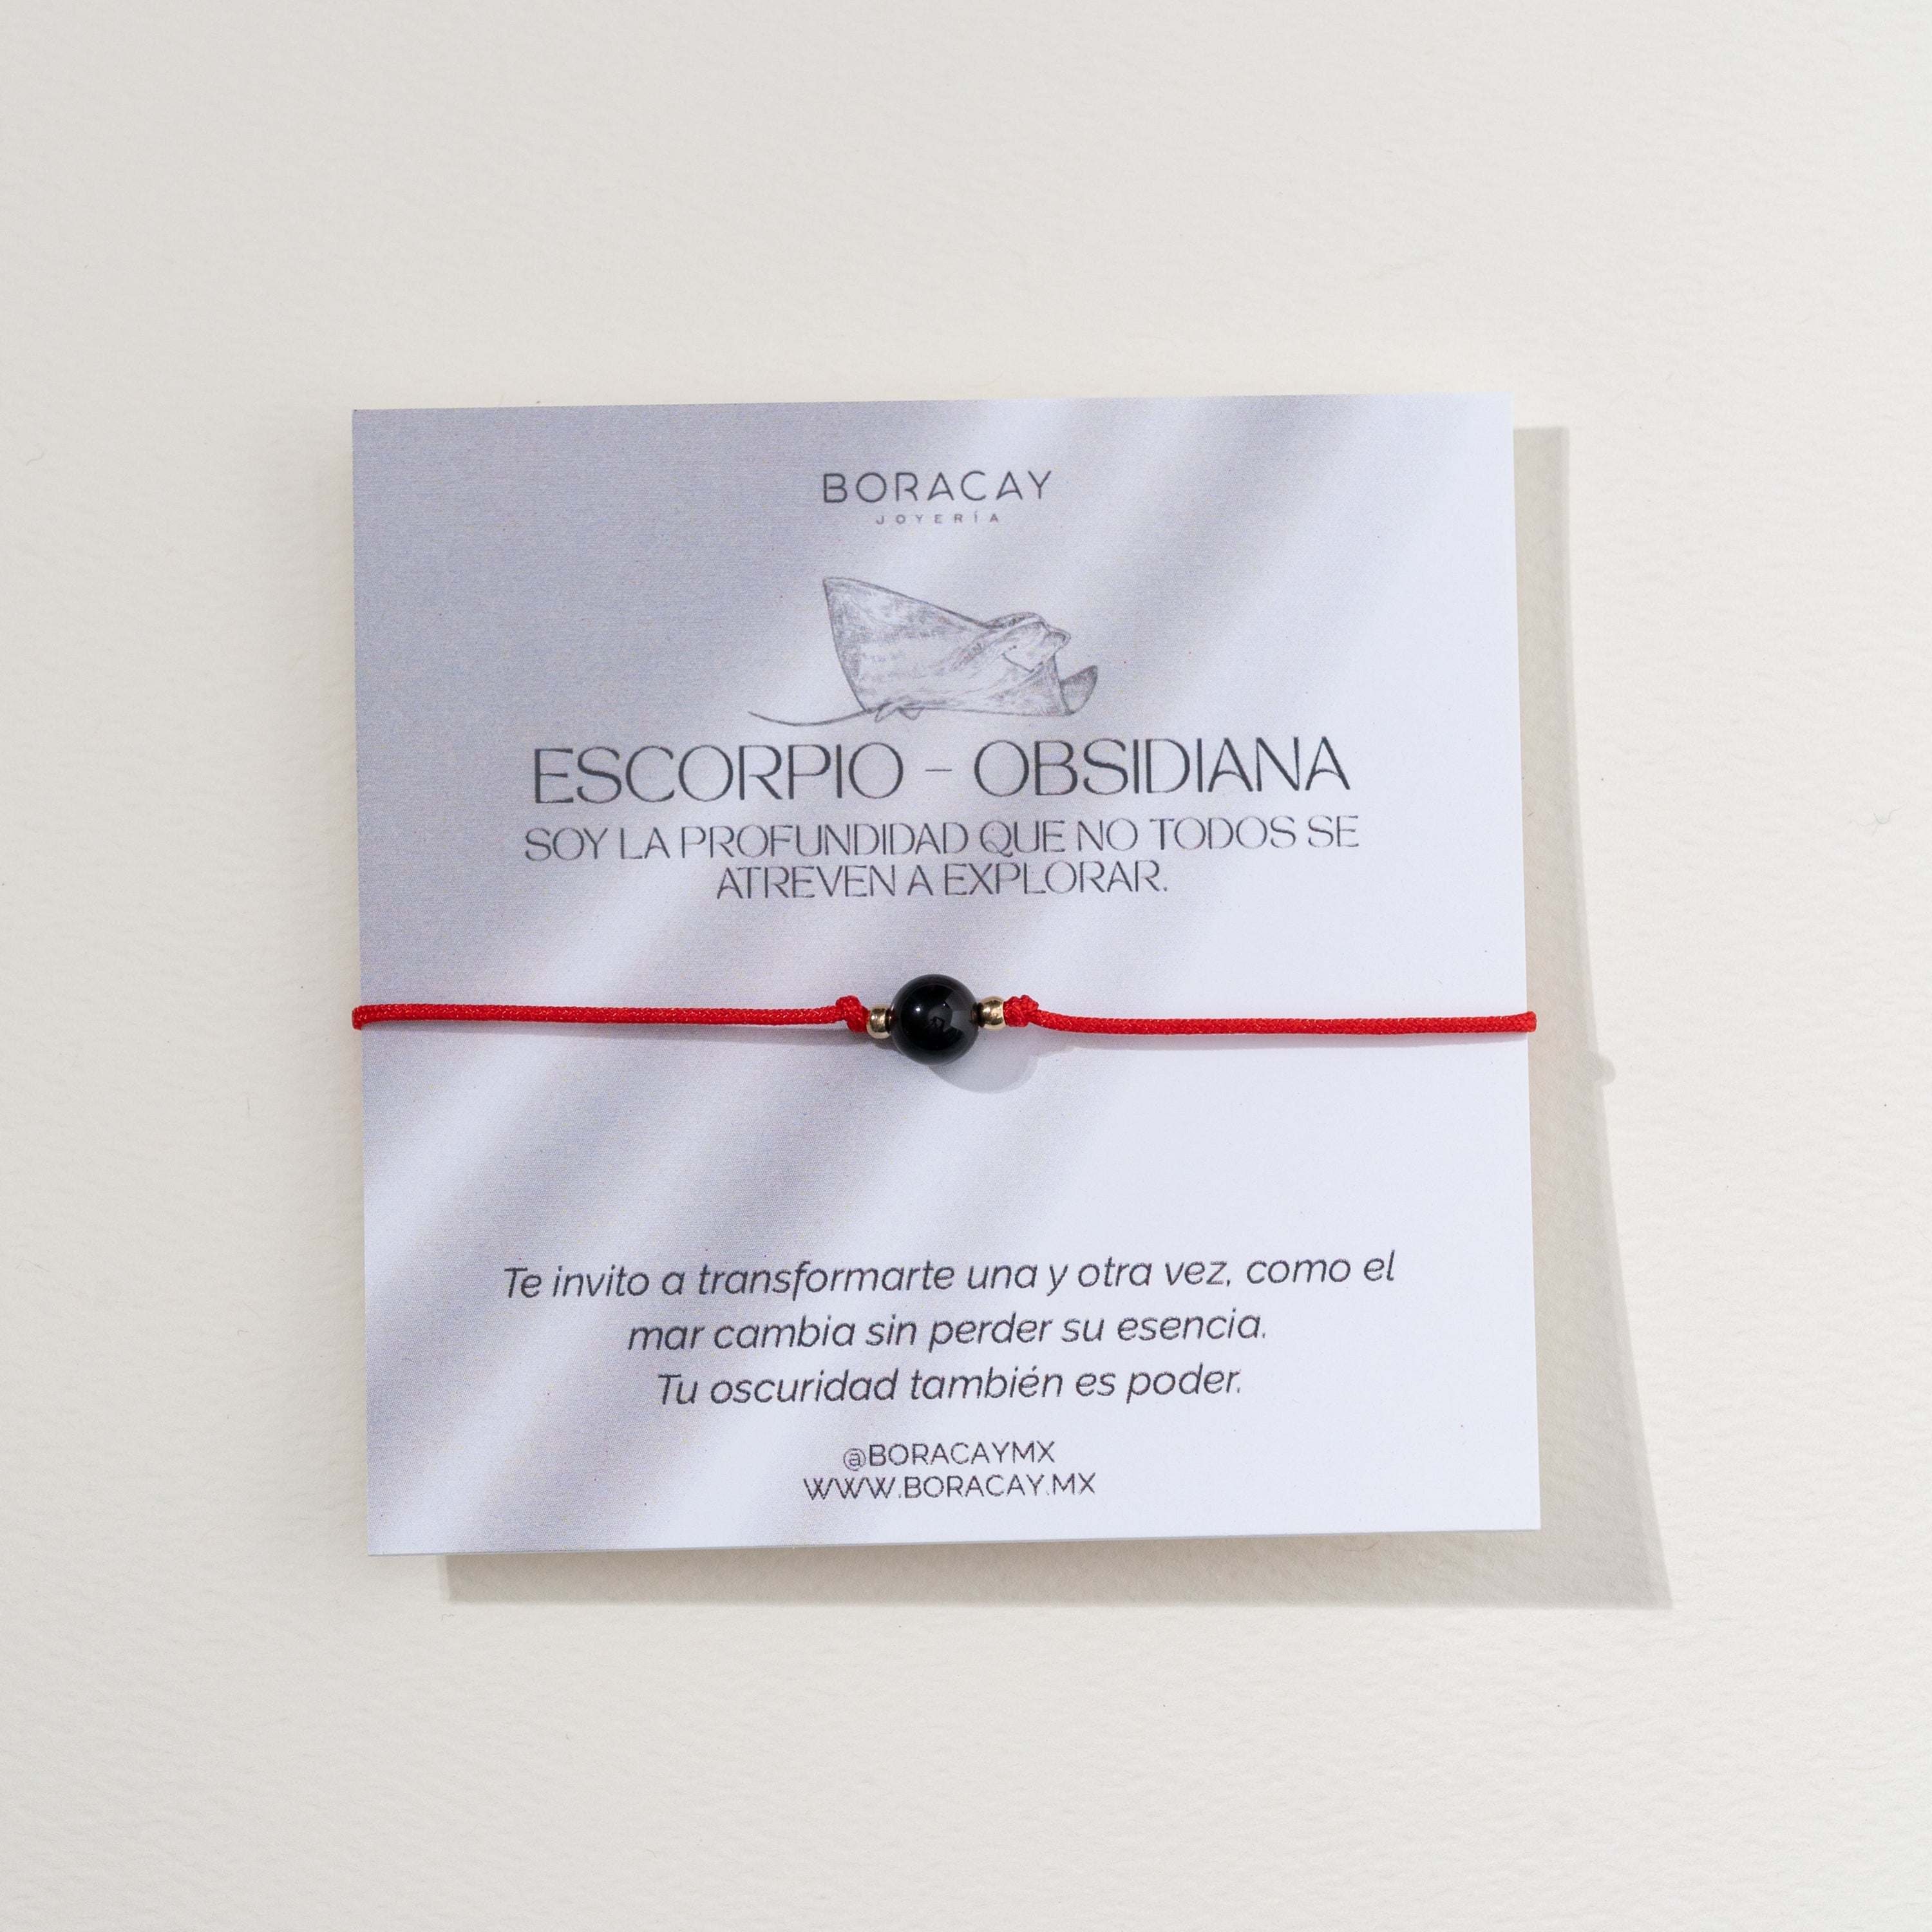 BORACAY
JOYERÍA
ESCORPIO - OBSIDIANA
SOY LA PROFUNDIDAD QUE NO TODOS SE
ATREVEN A EXPLORAR.
Te invito a transformarte una y otra vez, como el
mar cambia sin perder su esencia.
Tu oscuridad también es poder.
@BORACAYMX
WWW.BORACAY.MX